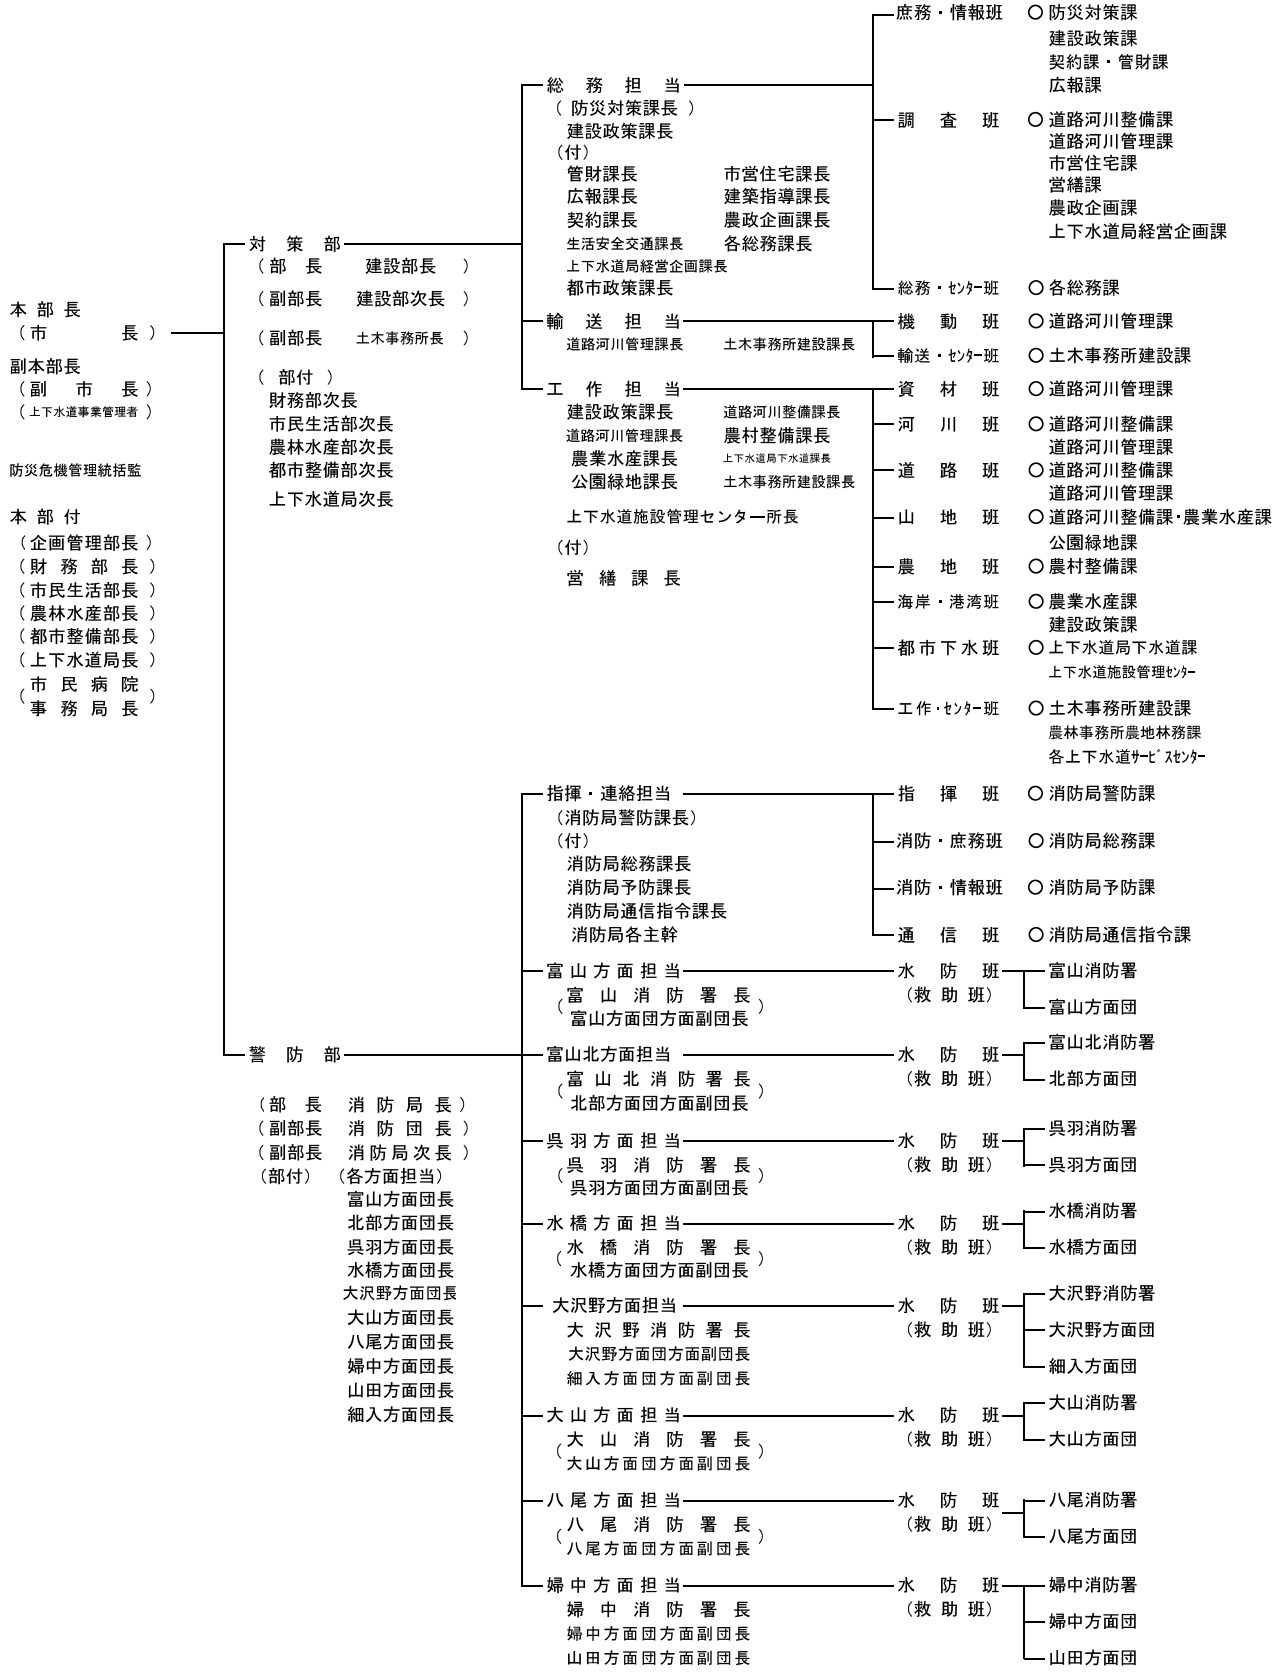 本部長
（市長）
副本部長
（副市長）
（上下水道事業管理者）
防災危機管理統括監
本部付
（企画管理部長）
（財務部長）
（市民生活部長）
（農林水産部長）
（都市整備部長）
（上下水道局長）
（市民病院
事務局長）
対策部
（部長 建設部長）
（副部長 建設部次長）
（副部長 土木事務所長）
（部付）
財務部次長
市民生活部次長
農林水産部次長
都市整備部次長
上下水道局次長
総務担当
（防災対策課長）
建設政策課長
（付）
管財課長 市営住宅課長
広報課長 建築指導課長
契約課長 農政企画課長
生活安全交通課長 各総務課長
上下水道局経営企画課長
都市政策課長
庶務・情報班 〇防災対策課
建設政策課
契約課・管財課
広報課
調査班 〇道路河川整備課
道路河川管理課
市営住宅課
営繕課
農政企画課
上下水道局経営企画課
総務・ｾﾝﾀｰ班 〇各総務課
輸送担当
道路河川管理課長 土木事務所建設課長
機動班 〇道路河川管理課
輸送・ｾﾝﾀｰ班 〇土木事務所建設課
工作担当
建設政策課長 道路河川整備課長
道路河川管理課長 農村整備課長
農業水産課長 上下水道局下水道課長
公園緑地課長 土木事務所建設課長
上下水道施設管理センター所長
（付）
営繕課長
資材班 〇道路河川管理課
河川班 〇道路河川整備課
道路河川管理課
道路班 〇道路河川整備課
道路河川管理課
山地班 〇道路河川整備課・農業水産課
公園緑地課
農地班 〇農村整備課
海岸・港湾班 〇農業水産課
建設政策課
都市下水班 〇上下水道局下水道課
上下水道施設管理ｾﾝﾀｰ
工作・ｾﾝﾀｰ班 〇土木事務所建設課
農林事務所農地林務課
各上下水道ｻｰﾋﾞｽｾﾝﾀｰ
警防部
（部長 消防局長）
（副部長 消防団長）
（副部長 消防局次長）
（部付）（各方面担当）
富山方面団長
北部方面団長
呉羽方面団長
水橋方面団長
大沢野方面団長
大山方面団長
八尾方面団長
婦中方面団長
山田方面団長
細入方面団長
指揮・連絡担当
（消防局警防課長）
（付）
消防局総務課長
消防局予防課長
消防局通信指令課長
消防局各主幹
指揮班 〇消防局警防課
消防・庶務班 〇消防局総務課
消防・情報班 〇消防局予防課
通信班 〇消防局通信指令課
富山方面担当
（富山消防署長
富山方面団方面副団長）
水防班
（救助班）
富山消防署
富山方面団
富山北方面担当
（富山北消防署長
北部方面団方面副団長）
水防班
（救助班）
富山北消防署
北部方面団
呉羽方面担当
（呉羽消防署長
呉羽方面団方面副団長）
水防班
（救助班）
呉羽消防署
呉羽方面団
水橋方面担当
（水橋消防署長
水橋方面団方面副団長）
水防班
（救助班）
水橋消防署
水橋方面団
大沢野方面担当
大沢野消防署長
大沢野方面団方面副団長
細入方面団方面副団長
水防班
（救助班）
大沢野消防署
大沢野方面団
細入方面団
大山方面担当
（大山消防署長
大山方面団方面副団長）
水防班
（救助班）
大山消防署
大山方面団
八尾方面担当
（八尾消防署長
八尾方面団方面副団長）
水防班
（救助班）
八尾消防署
八尾方面団
婦中方面担当
婦中消防署長
婦中方面団方面副団長
山田方面団方面副団長
水防班
（救助班）
婦中消防署
婦中方面団
山田方面団